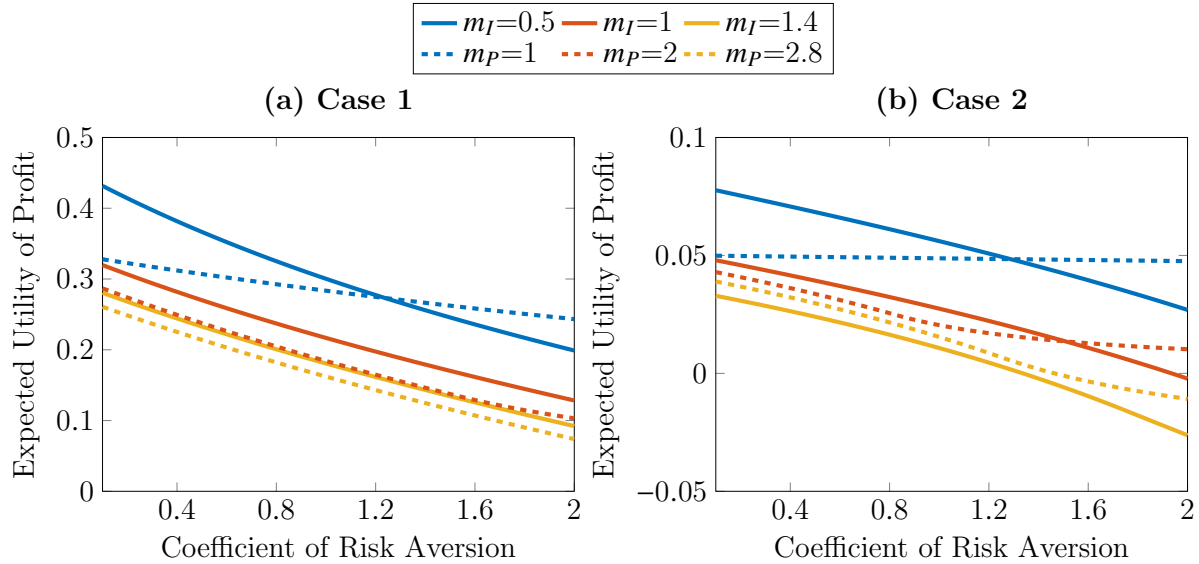 m_I=0.5 m_I=1 m_I=1.4
m_P=1 m_P=2 m_P=2.8
(a) Case 1
Expected Utility of Profit
0.5
0.4
0.3
0.2
0.1
0
0.4 0.8 1.2 1.6 2
Coefficient of Risk Aversion
(b) Case 2
Expected Utility of Profit
0.1
0.05
0
−0.05
0.4 0.8 1.2 1.6 2
Coefficient of Risk Aversion